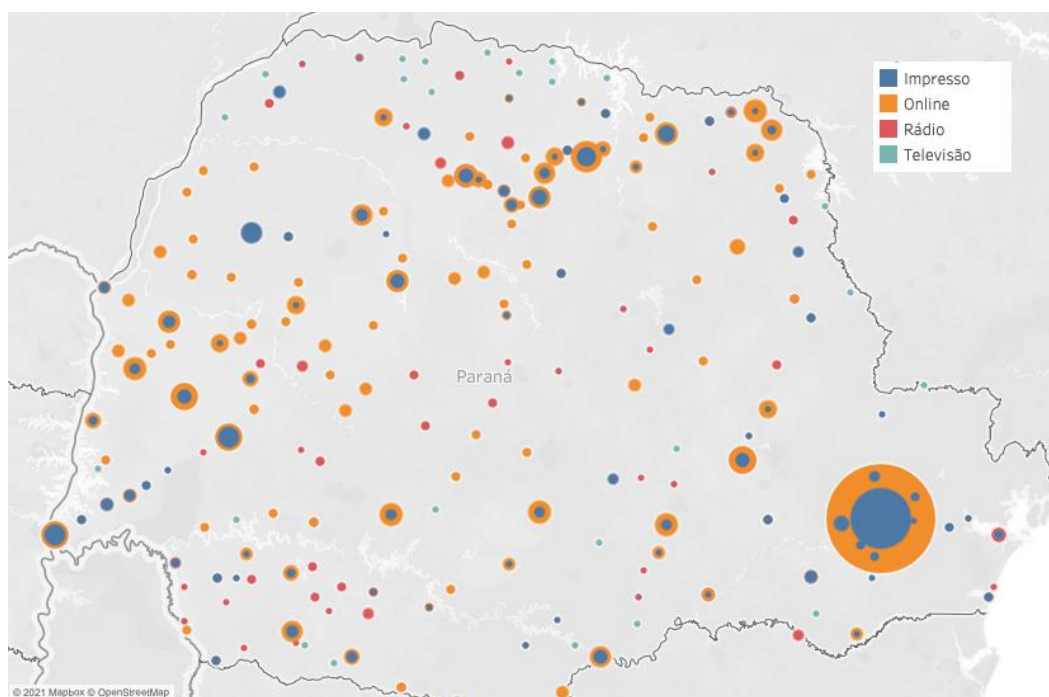 Impresso
Online
Rádio
Televisão
Paraná
© 2021 Mapbox © OpenStreetMap